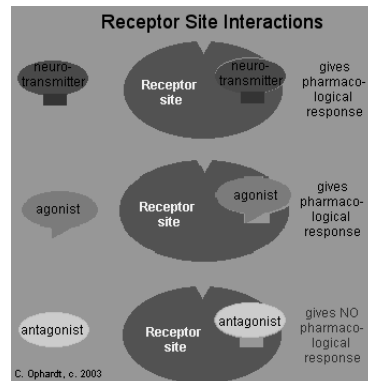 Receptor Site Interactions
neuro-
transmitter
Receptor
site
neuro-
transmitter
gives
pharmaco-
logical
response
agonist
Receptor
site
agonist
gives
pharmaco-
logical
response
antagonist
Receptor
site
antagonist
gives NO
pharmaco-
logical
response
C. Ophardt, c. 2003